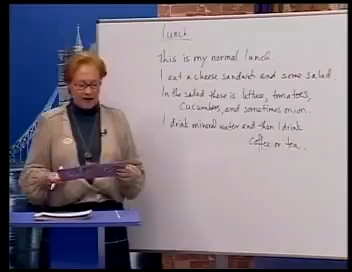 lunch
This is my normal lunch
I eat a cheese sandwich and some salad.
In the salad there is lettuce, tomatoes,
cucumbers, and sometimes onion.
I drink mineral water and then I drink
coffee or tea.